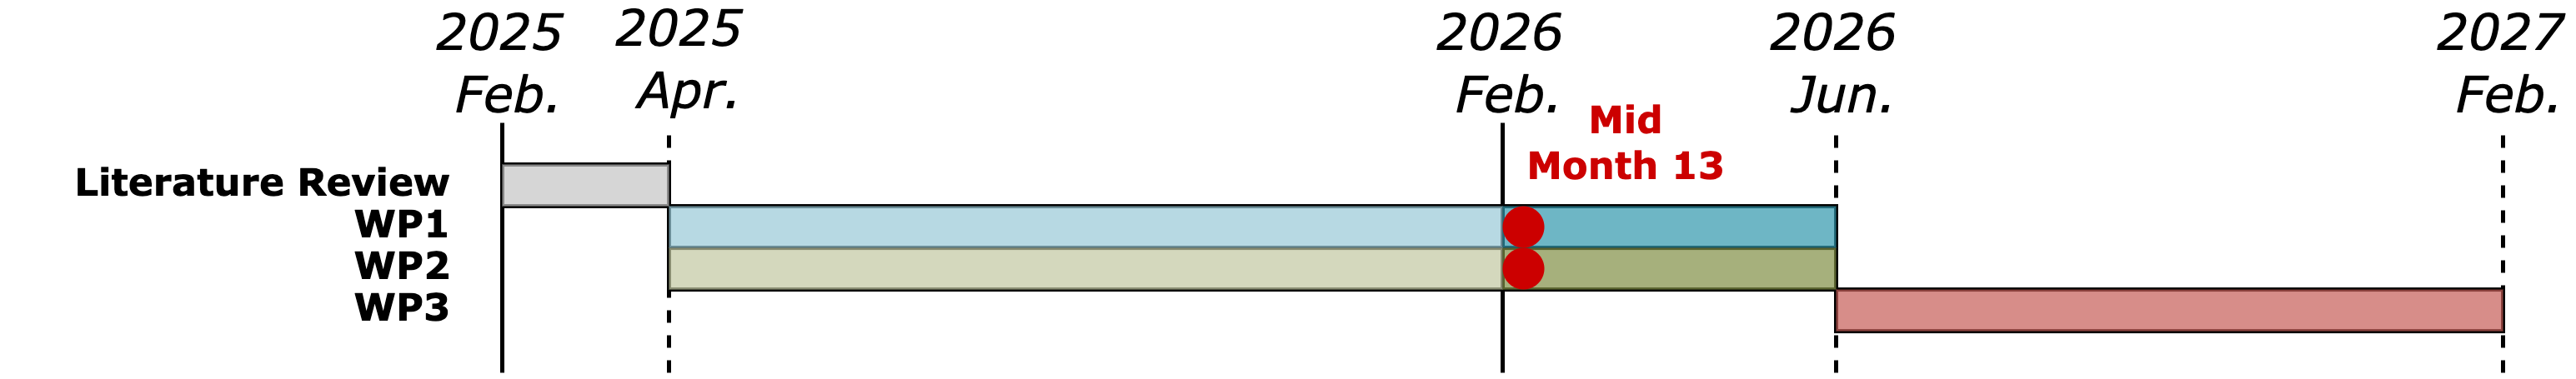 2025
Feb.
2025
Apr.
2026
Feb.
2026
Jun.
2027
Feb.
Mid
Month 13
Literature Review
WP1
WP2
WP3